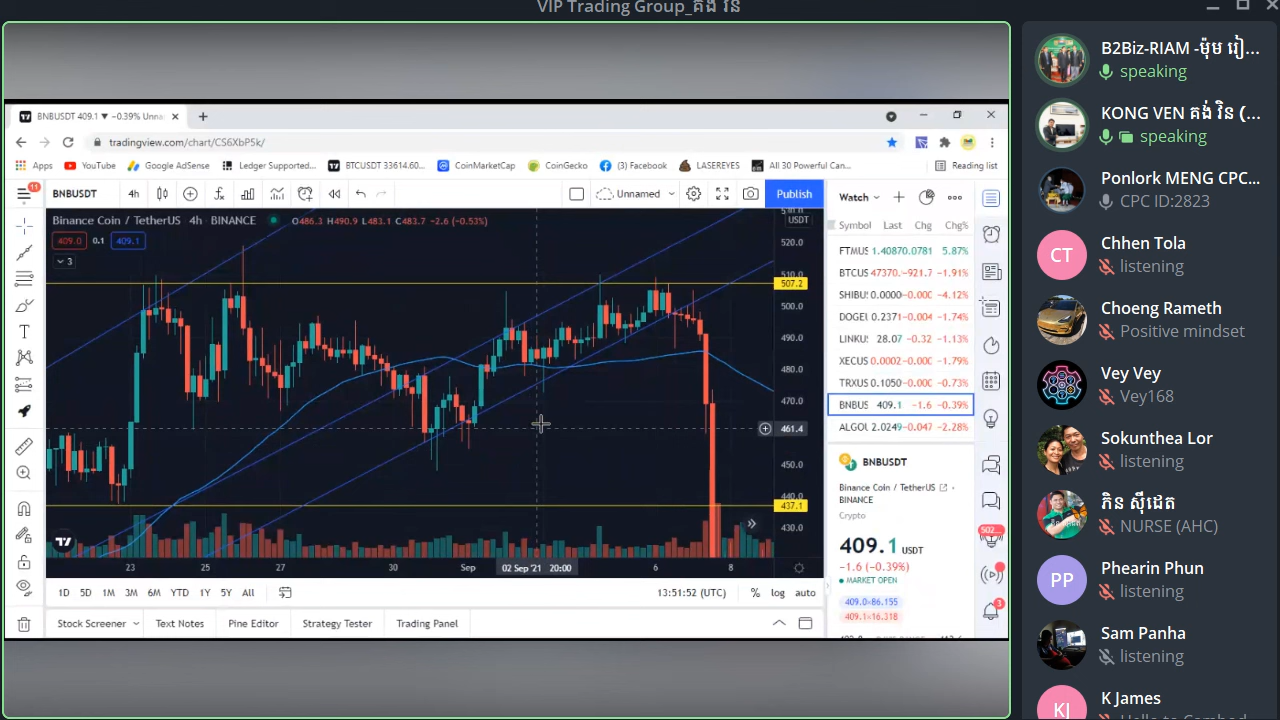 VIP Trading Group_គង់ វិន
BNBUSDT 409.1 ▼ −0.39% Unna
tradingview.com/chart/CS6XbP5k/
Apps
YouTube
Google AdSense
Ledger Supported...
BTCUSDT 33614.60...
CoinMarketCap
CoinGecko
(3) Facebook
LASEREYES
All 30 Powerful Can...
Reading list
11
BNBUSDT
4h
Unnamed
Publish
Binance Coin / TetherUS 4h BINANCE
O486.3 H490.9 L483.1 C483.7 −2.6 (−0.53%)
409.0 0.1 409.1
3
USDT
520.0
510.0
507.2
500.0
490.0
480.0
470.0
461.4
450.0
440.0
437.1
430.0
23 25 27 30 Sep 02 Sep '21 20:00 6 8
1D 5D 1M 3M 6M YTD 1Y 5Y All
13:51:52 (UTC) % log auto
Stock Screener Text Notes Pine Editor Strategy Tester Trading Panel
Watch
Symbol Last Chg Chg%
FTMUS 1.4087 0.0781 5.87%
BTCUS 47370. −921.7 −1.91%
SHIBU 0.0000 −0.000 −4.12%
DOGEU 0.2371 −0.004 −1.74%
LINKU 28.07 −0.32 −1.13%
XECUS 0.0002 −0.000 −1.79%
TRXUS 0.1050 −0.000 −0.73%
BNBUS 409.1 −1.6 −0.39%
ALGOU 2.0249 −0.047 −2.28%
BNBUSDT
Binance Coin / TetherUS
BINANCE
Crypto
409.1 USDT
−1.6 (−0.39%)
MARKET OPEN
409.0×86.155
409.1×16.318
3
B2Biz-RIAM -ម៉ុម រៀ...
speaking
KONG VEN គង់ វិន (...
speaking
Ponlork MENG CPC...
CPC ID:2823
CT
Chhen Tola
listening
Choeng Rameth
Positive mindset
Vey Vey
Vey168
Sokunthea Lor
listening
ភិន ស៊ីដេត
NURSE (AHC)
PP
Phearin Phun
listening
Sam Panha
listening
KJ
K James